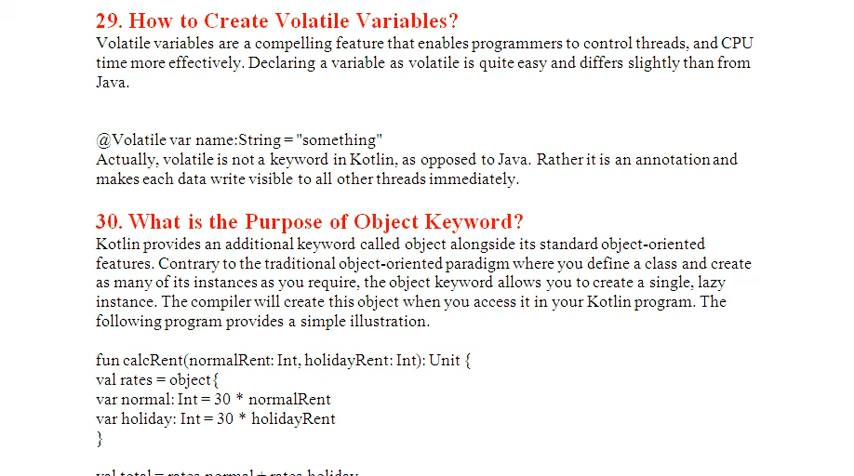 29. How to Create Volatile Variables?
Volatile variables are a compelling feature that enables programmers to control threads, and CPU
time more effectively. Declaring a variable as volatile is quite easy and differs slightly than from
Java.
@Volatile var name:String = "something"
Actually, volatile is not a keyword in Kotlin, as opposed to Java. Rather it is an annotation and
makes each data write visible to all other threads immediately.
30. What is the Purpose of Object Keyword?
Kotlin provides an additional keyword called object alongside its standard object-oriented
features. Contrary to the traditional object-oriented paradigm where you define a class and create
as many of its instances as you require, the object keyword allows you to create a single, lazy
instance. The compiler will create this object when you access it in your Kotlin program. The
following program provides a simple illustration.
fun calcRent(normalRent: Int, holidayRent: Int): Unit {
val rates = object{
var normal: Int = 30 * normalRent
var holiday: Int = 30 * holidayRent
}
val total = rates.normal + rates.holiday